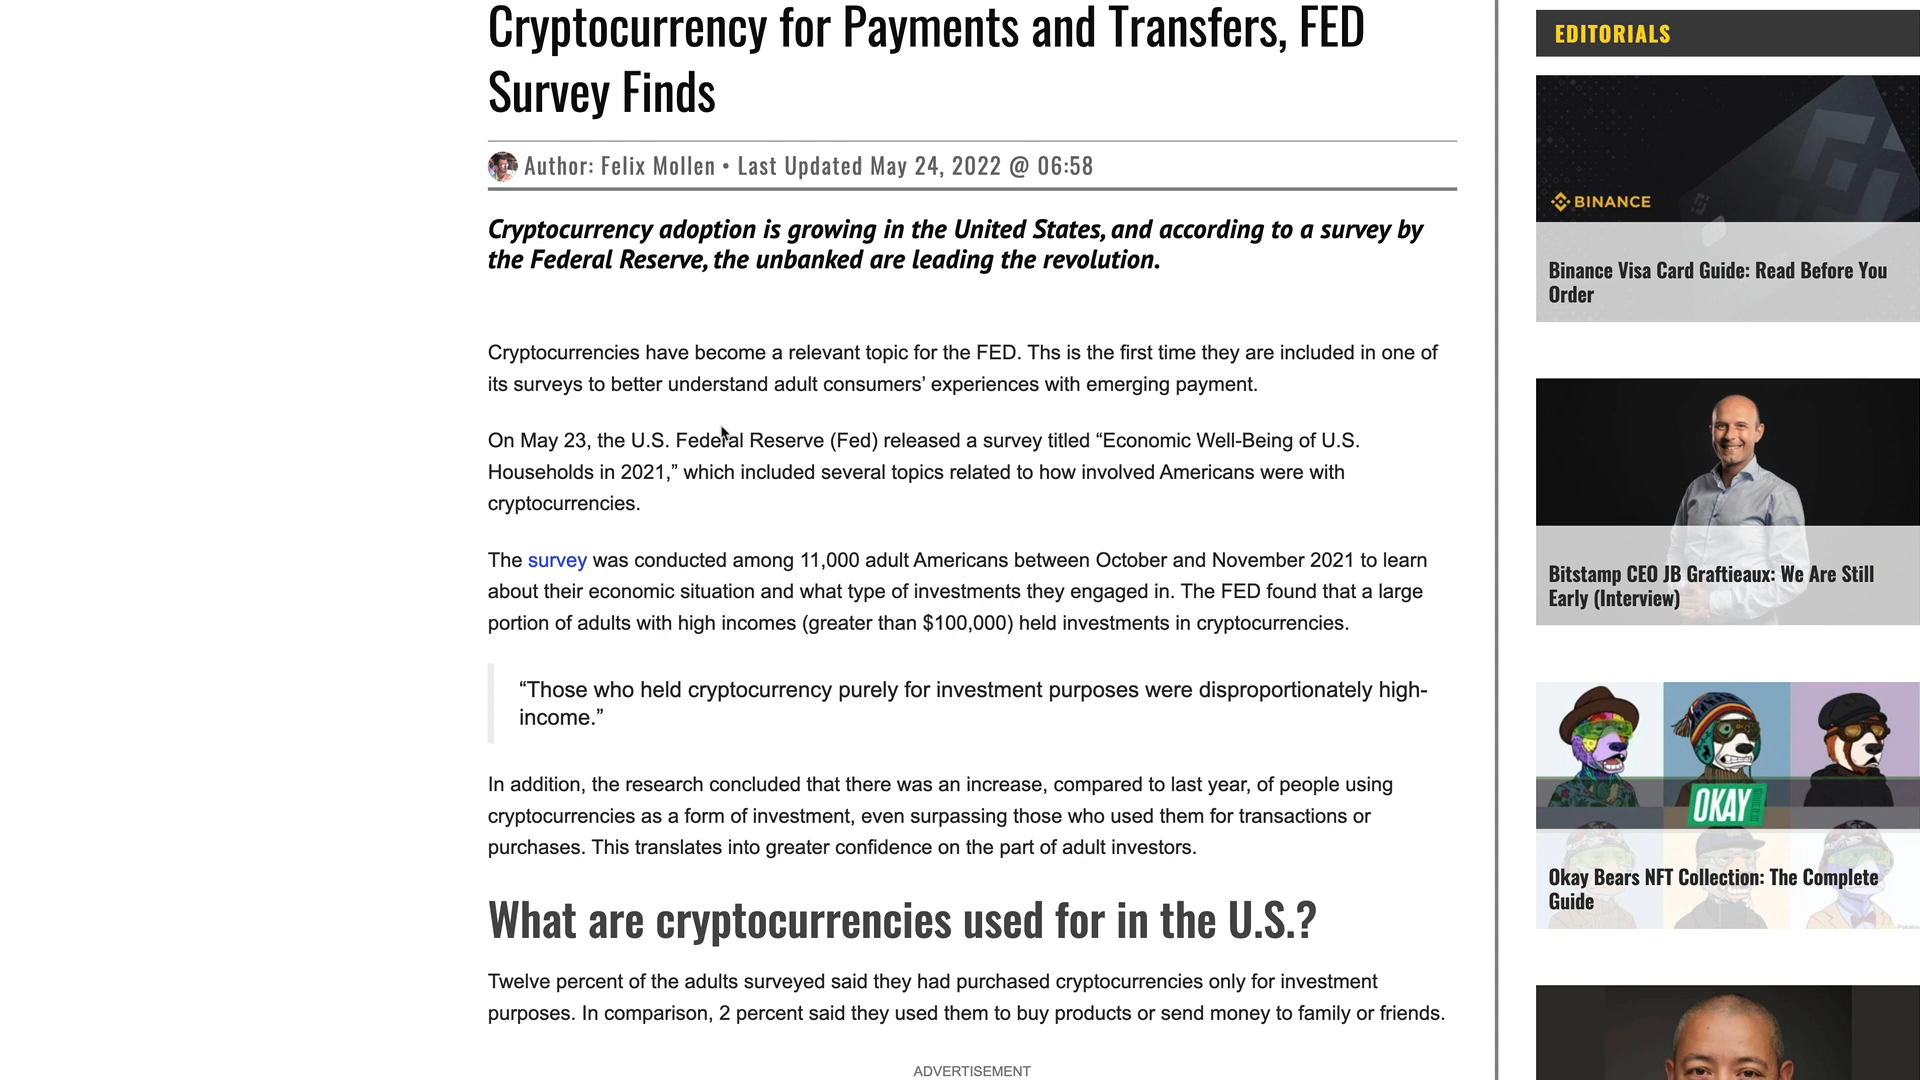 Cryptocurrency for Payments and Transfers, FED
Survey Finds
Author: Felix Mollen • Last Updated May 24, 2022 @ 06:58
Cryptocurrency adoption is growing in the United States, and according to a survey by
the Federal Reserve, the unbanked are leading the revolution.
Cryptocurrencies have become a relevant topic for the FED. Ths is the first time they are included in one of
its surveys to better understand adult consumers’ experiences with emerging payment.
On May 23, the U.S. Federal Reserve (Fed) released a survey titled “Economic Well-Being of U.S.
Households in 2021,” which included several topics related to how involved Americans were with
cryptocurrencies.
The survey was conducted among 11,000 adult Americans between October and November 2021 to learn
about their economic situation and what type of investments they engaged in. The FED found that a large
portion of adults with high incomes (greater than $100,000) held investments in cryptocurrencies.
“Those who held cryptocurrency purely for investment purposes were disproportionately high-
income.”
In addition, the research concluded that there was an increase, compared to last year, of people using
cryptocurrencies as a form of investment, even surpassing those who used them for transactions or
purchases. This translates into greater confidence on the part of adult investors.
What are cryptocurrencies used for in the U.S.?
Twelve percent of the adults surveyed said they had purchased cryptocurrencies only for investment
purposes. In comparison, 2 percent said they used them to buy products or send money to family or friends.
ADVERTISEMENT
EDITORIALS
BINANCE
Binance Visa Card Guide: Read Before You
Order
Bitstamp CEO JB Graftieaux: We Are Still
Early (Interview)
OKAY
Okay Bears NFT Collection: The Complete
Guide